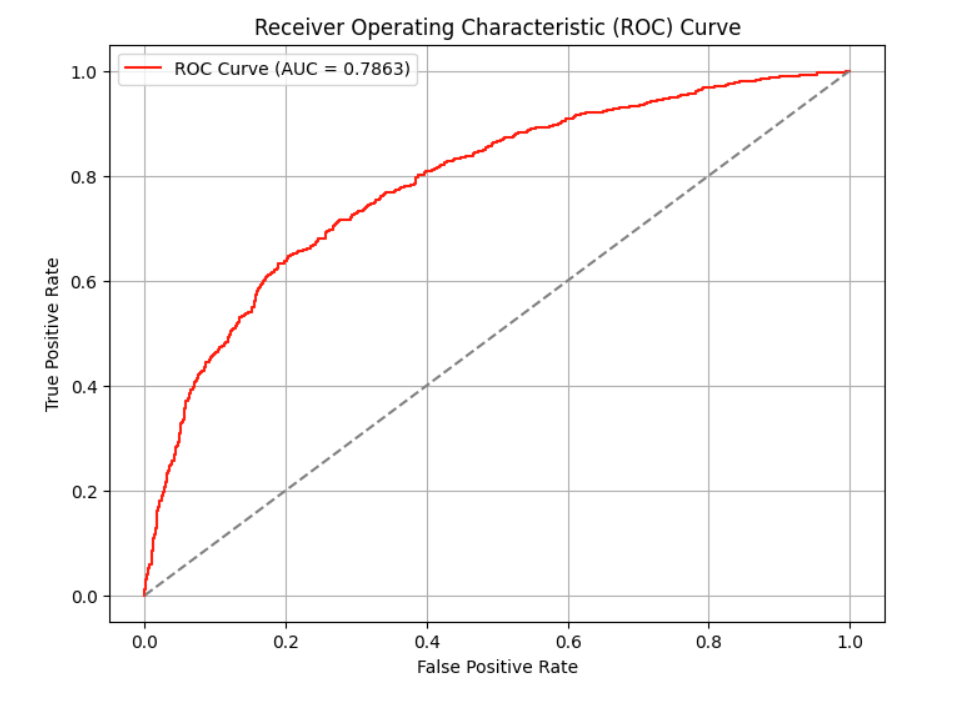 Receiver Operating Characteristic (ROC) Curve
ROC Curve (AUC = 0.7863)
1.0
0.8
0.6
0.4
0.2
0.0
True Positive Rate
0.0 0.2 0.4 0.6 0.8 1.0
False Positive Rate